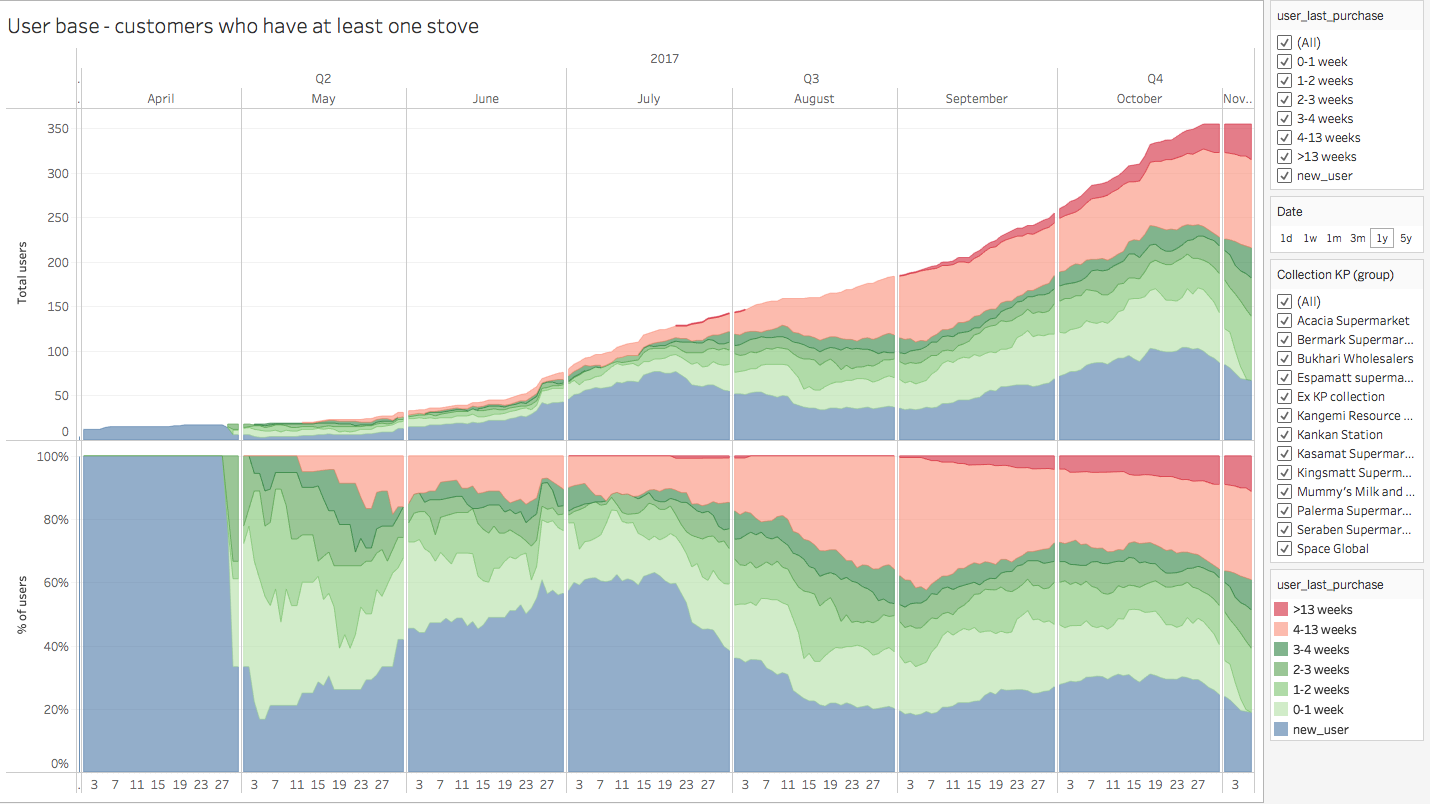 User base - customers who have at least one stove
2017
Q2 Q3 Q4
April May June July August September October Nov..
Total users
350
300
250
200
150
100
50
0
% of users
100%
80%
60%
40%
20%
0%
. 3 7 11 15 19 23 27 3 7 11 15 19 23 27 3 7 11 15 19 23 27 3 7 11 15 19 23 27 3 7 11 15 19 23 27 3 7 11 15 19 23 27 3 7 11 15 19 23 27 3
user_last_purchase
(All)
0-1 week
1-2 weeks
2-3 weeks
3-4 weeks
4-13 weeks
>13 weeks
new_user
Date
1d 1w 1m 3m 1y 5y
Collection KP (group)
(All)
Acacia Supermarket
Bermark Supermar...
Bukhari Wholesalers
Espamatt superma...
Ex KP collection
Kangemi Resource ...
Kankan Station
Kasamat Supermar...
Kingsmatt Superm...
Mummy's Milk and ...
Palerma Supermar...
Seraben Supermar...
Space Global
user_last_purchase
>13 weeks
4-13 weeks
3-4 weeks
2-3 weeks
1-2 weeks
0-1 week
new_user